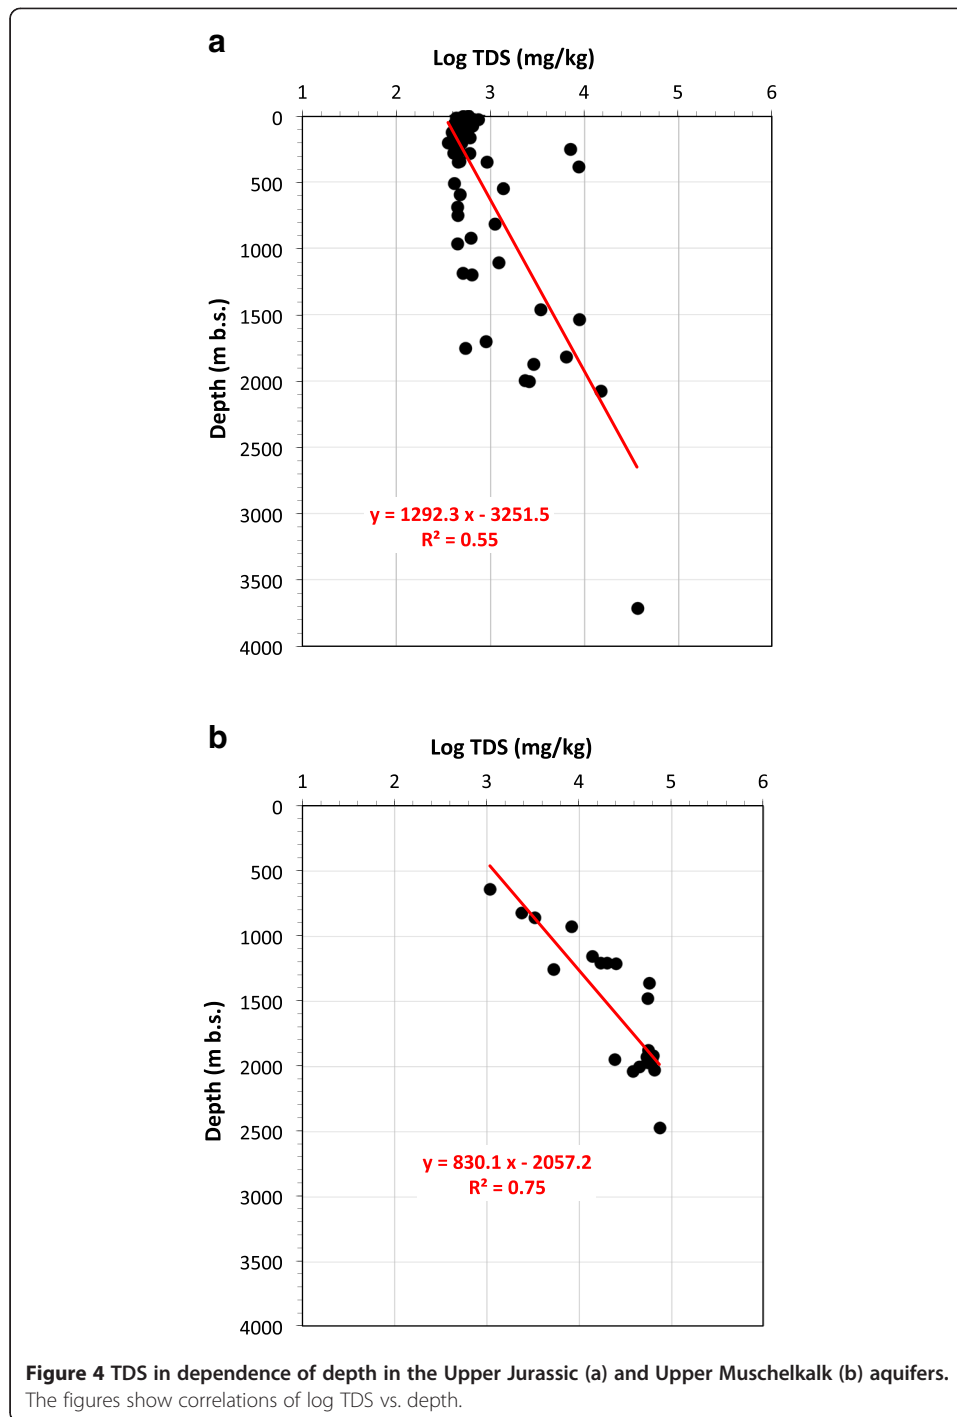 a
Log TDS (mg/kg)
1 2 3 4 5 6
0
500
1000
1500
2000
2500
3000
3500
4000
Depth (m b.s.)
y = 1292.3 x - 3251.5
R² = 0.55
b
Log TDS (mg/kg)
1 2 3 4 5 6
0
500
1000
1500
2000
2500
3000
3500
4000
Depth (m b.s.)
y = 830.1 x - 2057.2
R² = 0.75
Figure 4 TDS in dependence of depth in the Upper Jurassic (a) and Upper Muschelkalk (b) aquifers.
The figures show correlations of log TDS vs. depth.